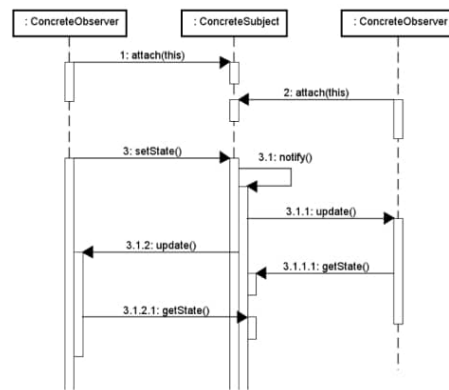 : ConcreteObserver
: ConcreteSubject
: ConcreteObserver
1: attach(this)
2: attach(this)
3: setState()
3.1: notify()
3.1.1: update()
3.1.2: update()
3.1.1.1: getState()
3.1.2.1: getState()